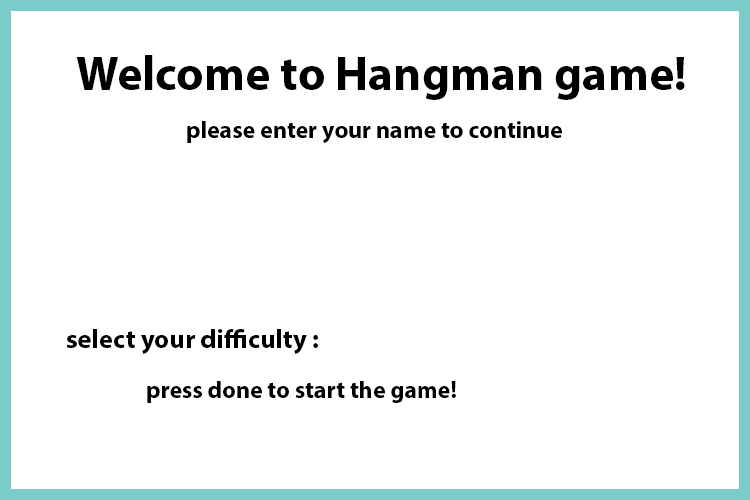 Welcome to Hangman game!
please enter your name to continue
select your difficulty :
press done to start the game!